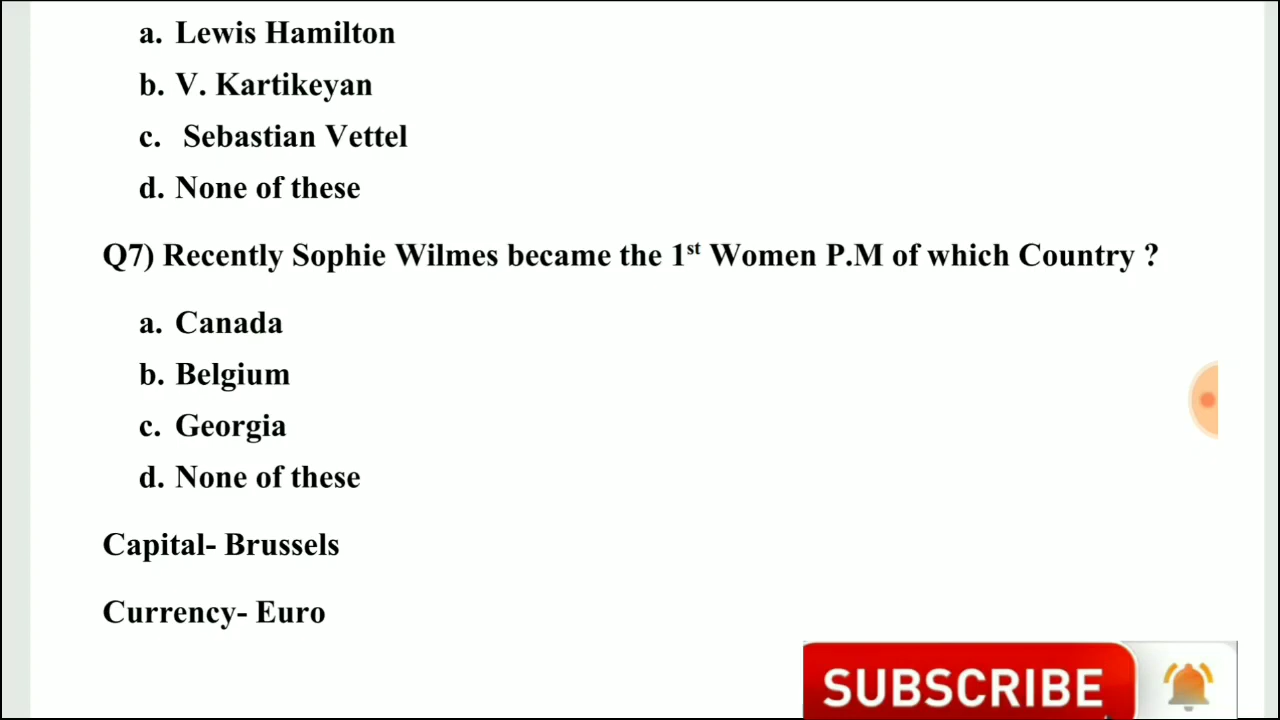 a. Lewis Hamilton
b. V. Kartikeyan
c. Sebastian Vettel
d. None of these
Q7) Recently Sophie Wilmes became the 1st Women P.M of which Country ?
a. Canada
b. Belgium
c. Georgia
d. None of these
Capital- Brussels
Currency- Euro
SUBSCRIBE